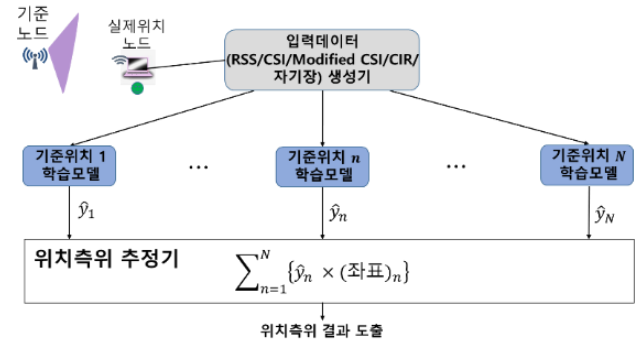 기준
노드
실제위치
노드
입력데이터
(RSS/CSI/Modified CSI/CIR/
자기장) 생성기
기준위치 1
학습모델
...
기준위치 n
학습모델
...
기준위치 N
학습모델
ŷ₁
ŷₙ
ŷ_N
위치측위 추정기
∑ₙ₌₁ᴺ{ŷₙ × (좌표)ₙ}
위치측위 결과 도출